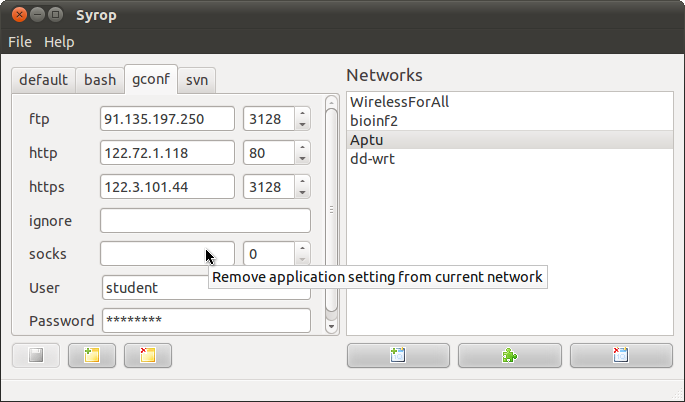 Syrop
File Help
default bash gconf svn
Networks
ftp 91.135.197.250 3128
http 122.72.1.118 80
https 122.3.101.44 3128
ignore
socks 0
User student
Password ********
WirelessForAll
bioinf2
Aptu
dd-wrt
Remove application setting from current network